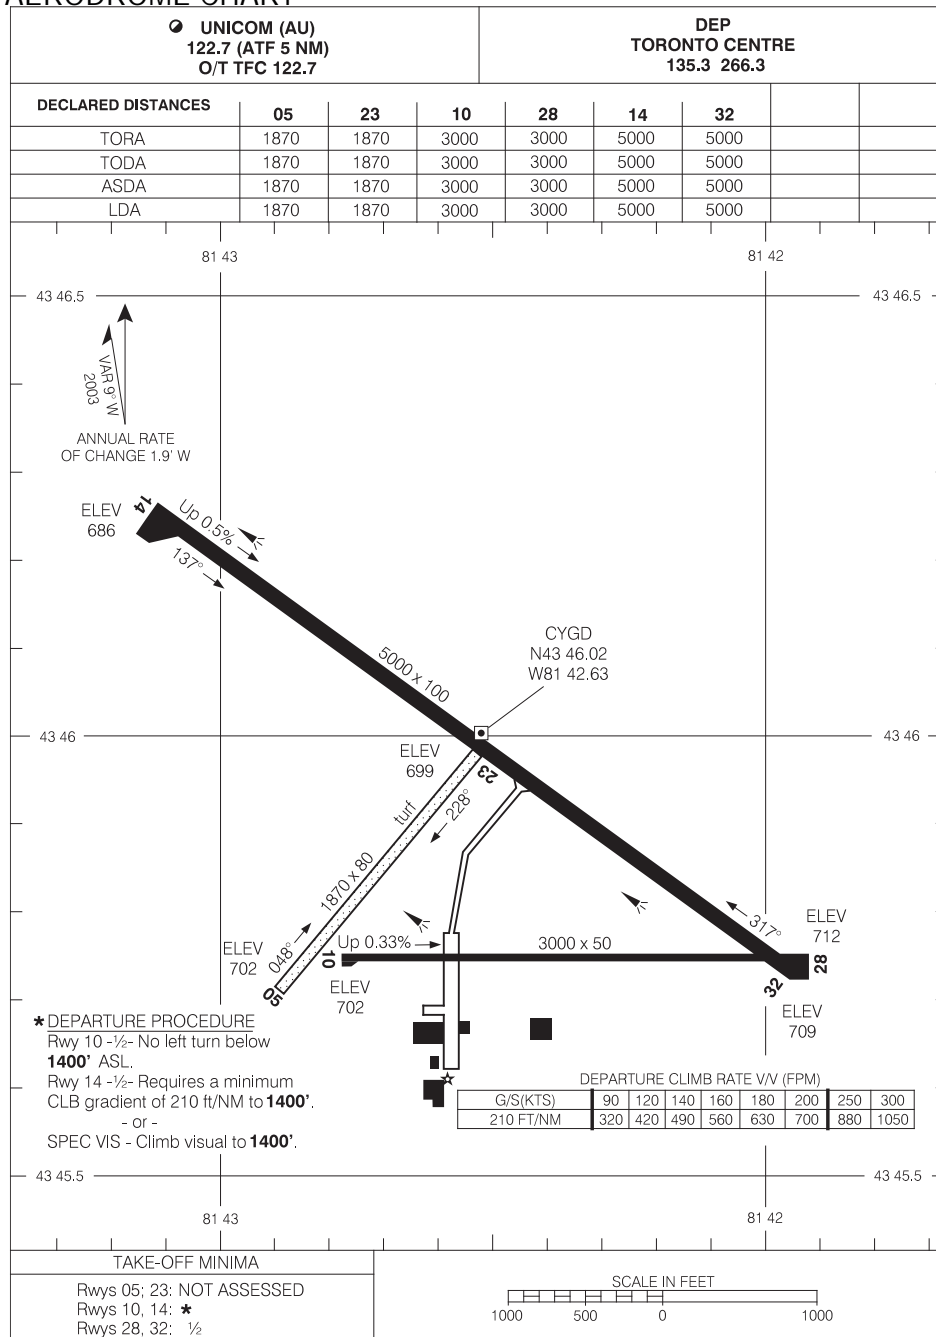 AERODROME CHART
UNICOM (AU)
122.7 (ATF 5 NM)
O/T TFC 122.7
DEP
TORONTO CENTRE
135.3 266.3
DECLARED DISTANCES 05 23 10 28 14 32
TORA 1870 1870 3000 3000 5000 5000
TODA 1870 1870 3000 3000 5000 5000
ASDA 1870 1870 3000 3000 5000 5000
LDA 1870 1870 3000 3000 5000 5000
81 43 81 42
43 46.5 43 46.5
VAR 9° W
2003
ANNUAL RATE
OF CHANGE 1.9' W
14
ELEV
686
Up 0.5%
137°
5000 x 100
CYGD
N43 46.02
W81 42.63
43 46 43 46
ELEV
699
23
turf
228°
1870 x 80
048°
ELEV
702
05
10
Up 0.33%
3000 x 50
ELEV
702
317°
ELEV
712
28
32
ELEV
709
* DEPARTURE PROCEDURE
Rwy 10 -½- No left turn below
1400' ASL.
Rwy 14 -½- Requires a minimum
CLB gradient of 210 ft/NM to 1400'.
- or -
SPEC VIS - Climb visual to 1400'.
DEPARTURE CLIMB RATE V/V (FPM)
G/S(KTS) 90 120 140 160 180 200 250 300
210 FT/NM 320 420 490 560 630 700 880 1050
43 45.5 43 45.5
81 43 81 42
TAKE-OFF MINIMA
Rwys 05; 23: NOT ASSESSED
Rwys 10, 14: *
Rwys 28, 32: ½
SCALE IN FEET
1000 500 0 1000